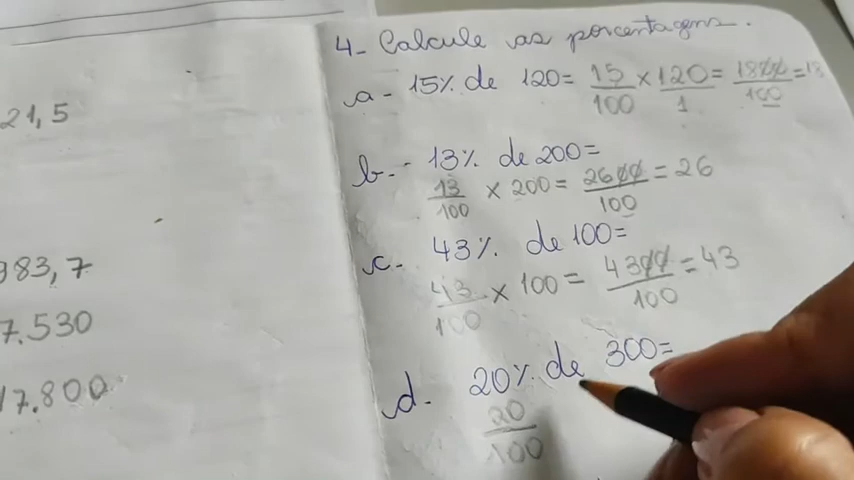 21,5
983,7
7.530
17.800
4- Calcule as porcentagens.
a- 15% de 120= 15/100 x 120/1 = 1800/100 = 18
b- 13% de 200=
13/100 x 200= 2600/100 = 26
c- 43% de 100=
43/100 x 100 = 4300/100 = 43
d- 20% de 300=
20/100